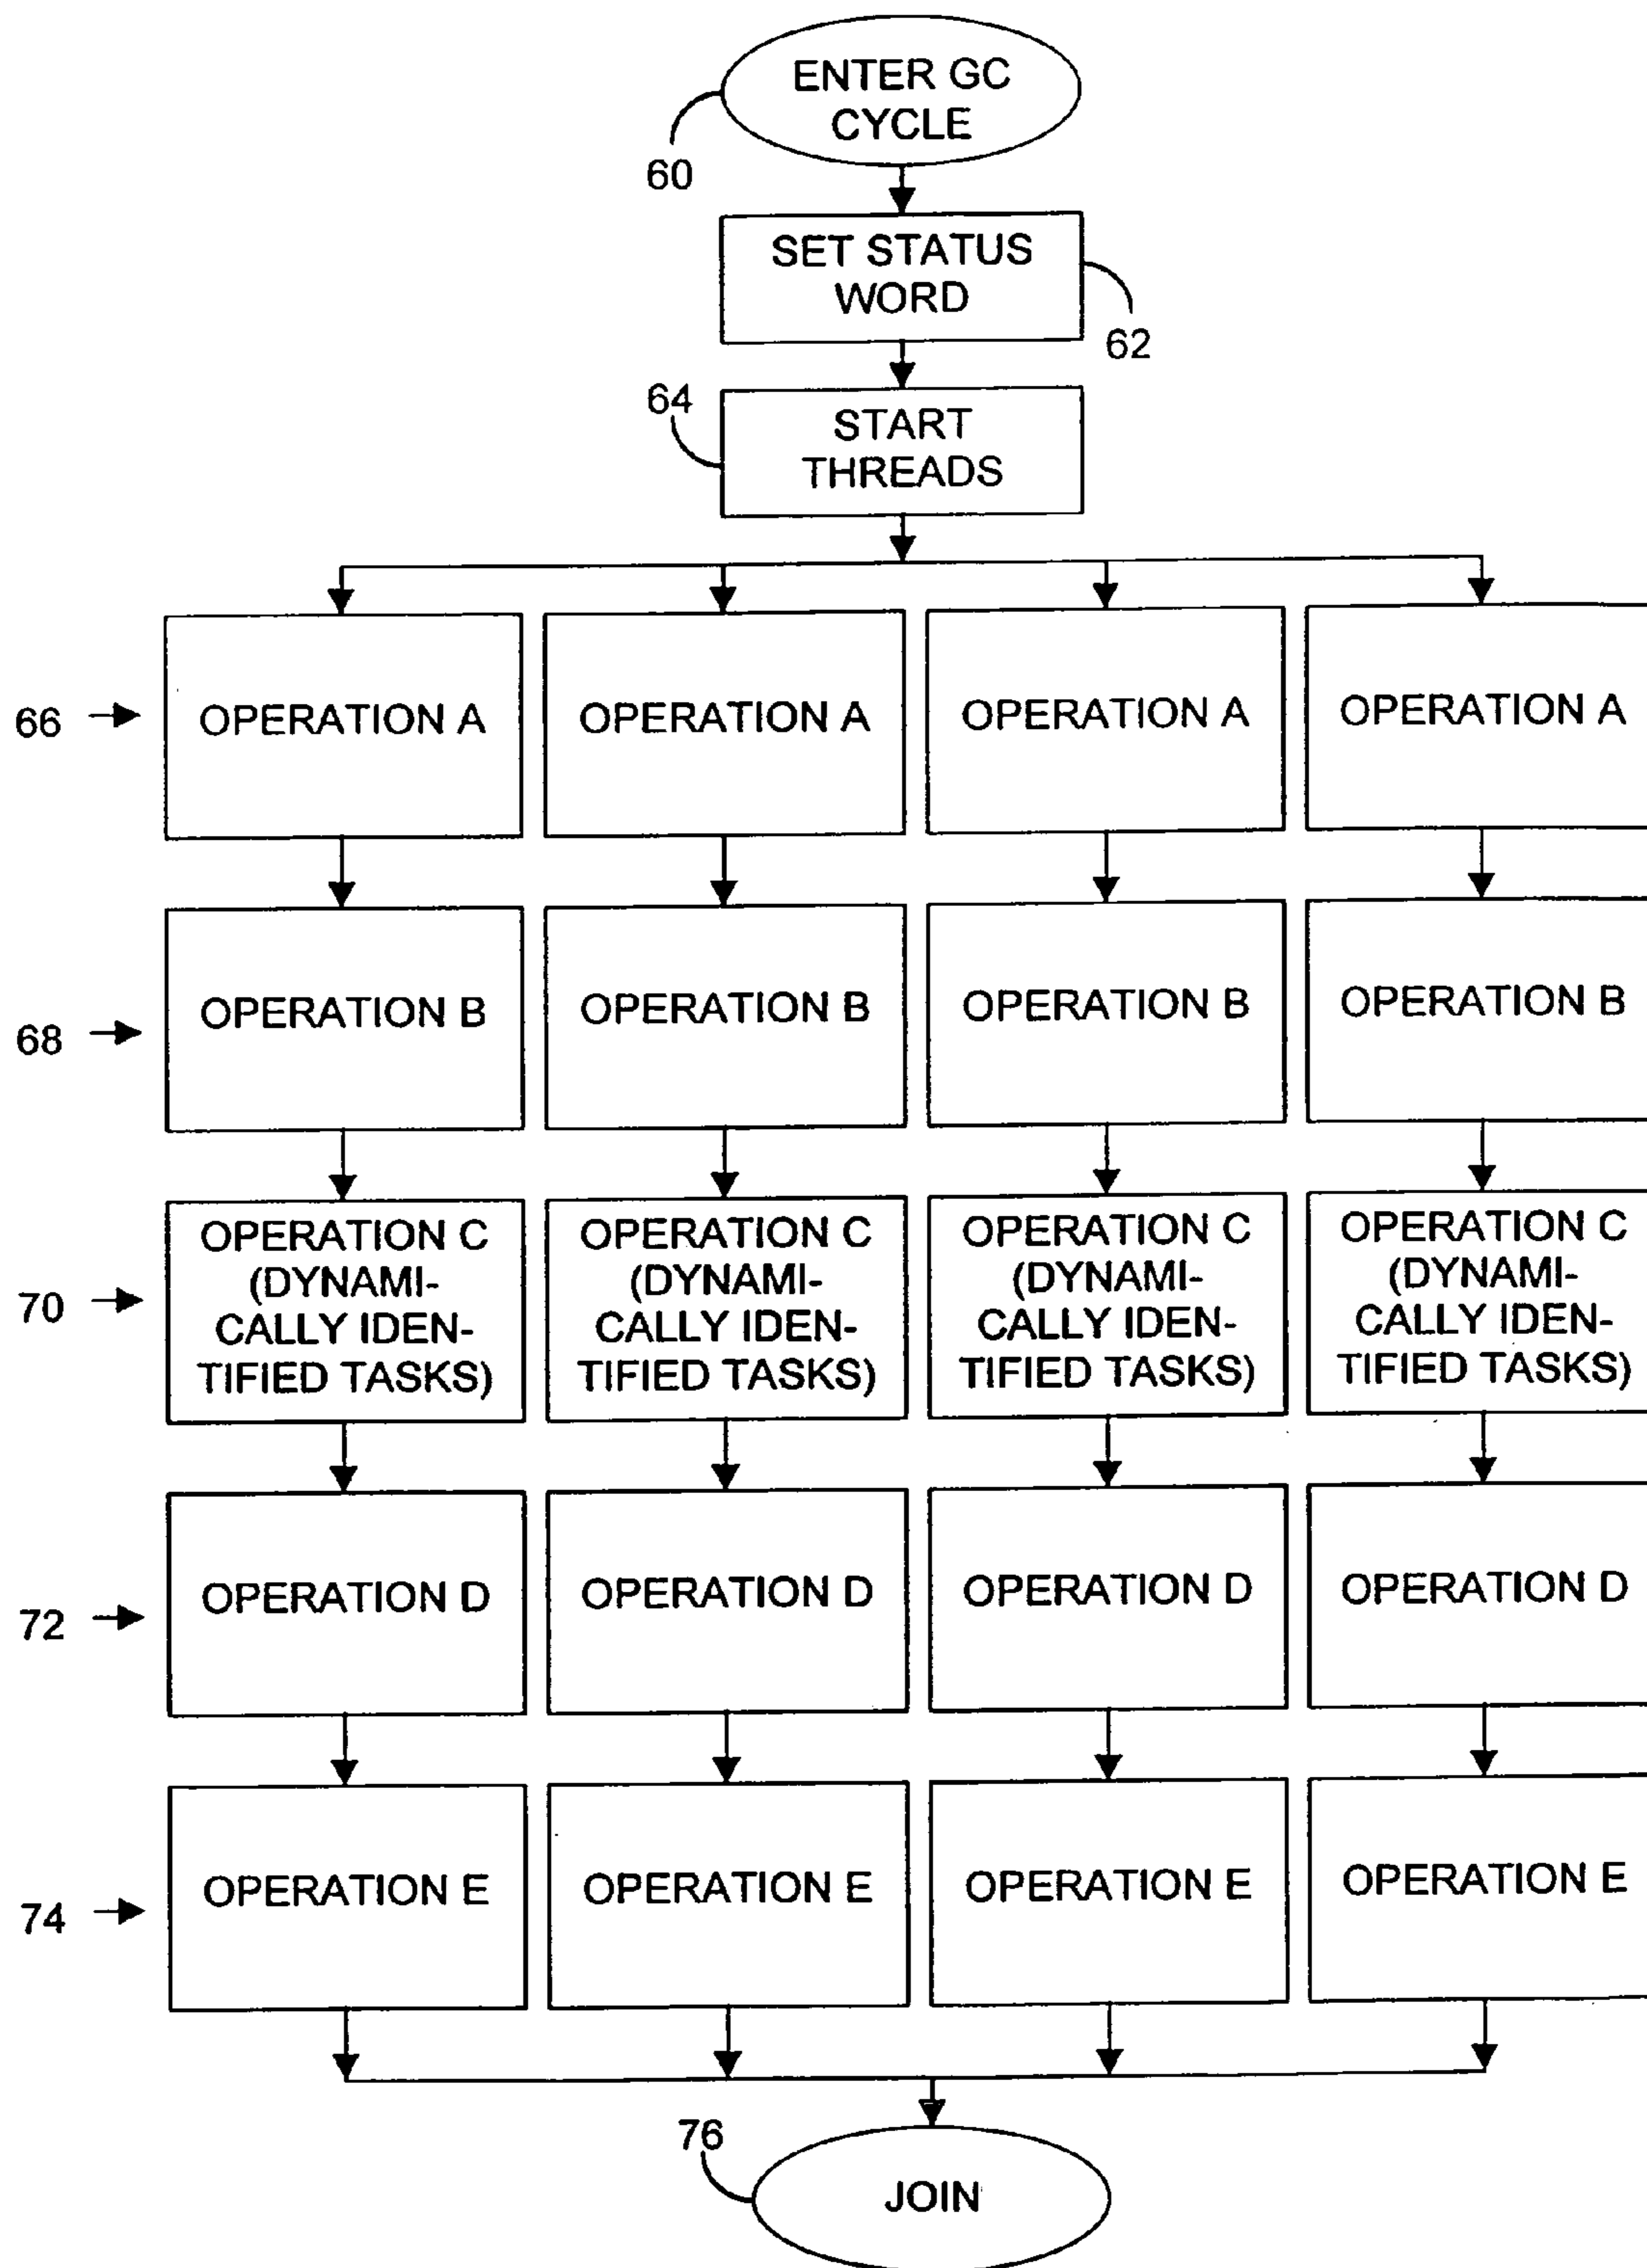 ENTER GC
CYCLE
60
SET STATUS
WORD
62
64
START
THREADS
66
OPERATION A
OPERATION A
OPERATION A
OPERATION A
68
OPERATION B
OPERATION B
OPERATION B
OPERATION B
70
OPERATION C
(DYNAMI-
CALLY IDEN-
TIFIED TASKS)
OPERATION C
(DYNAMI-
CALLY IDEN-
TIFIED TASKS)
OPERATION C
(DYNAMI-
CALLY IDEN-
TIFIED TASKS)
OPERATION C
(DYNAMI-
CALLY IDEN-
TIFIED TASKS)
72
OPERATION D
OPERATION D
OPERATION D
OPERATION D
74
OPERATION E
OPERATION E
OPERATION E
OPERATION E
76
JOIN